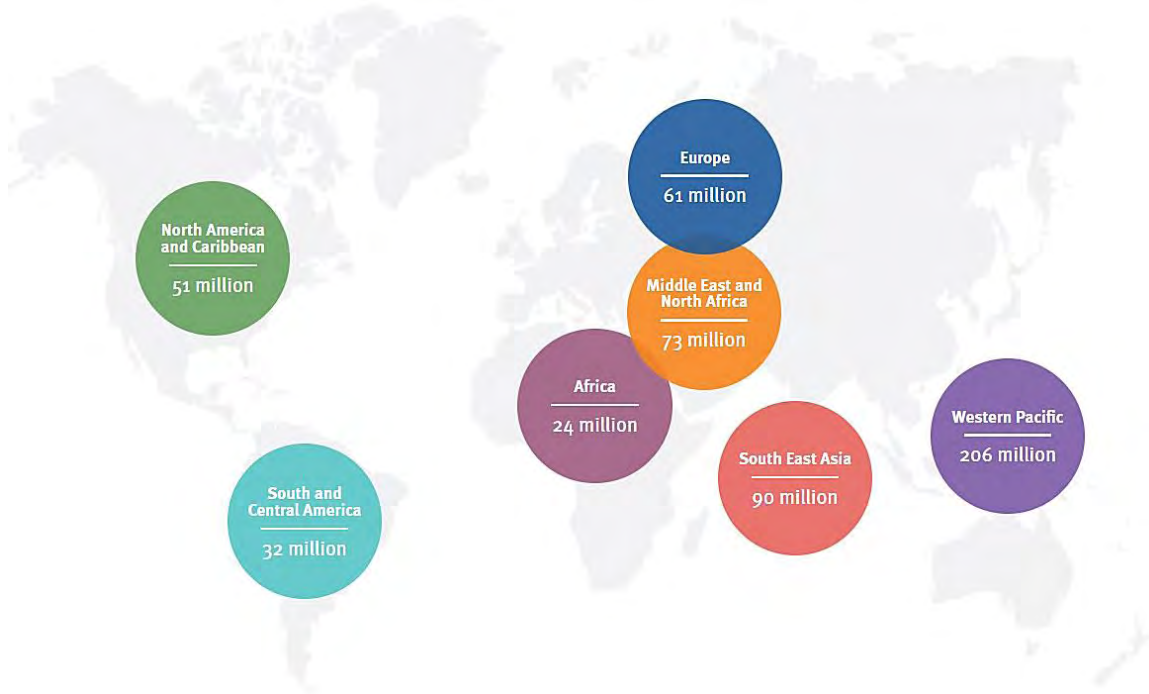 Europe
61 million
North America
and Caribbean
51 million
Middle East and
North Africa
73 million
Africa
24 million
Western Pacific
206 million
South East Asia
90 million
South and
Central America
32 million